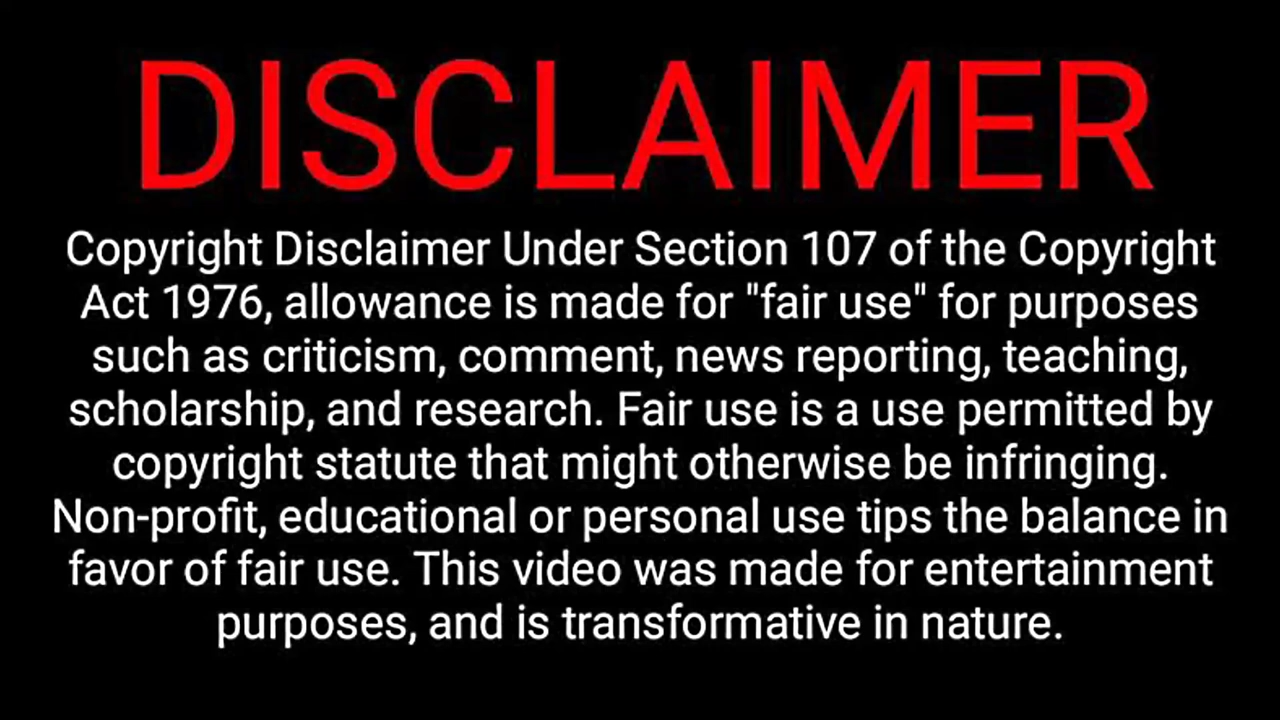 DISCLAIMER
Copyright Disclaimer Under Section 107 of the Copyright
Act 1976, allowance is made for "fair use" for purposes
such as criticism, comment, news reporting, teaching,
scholarship, and research. Fair use is a use permitted by
copyright statute that might otherwise be infringing.
Non-profit, educational or personal use tips the balance in
favor of fair use. This video was made for entertainment
purposes, and is transformative in nature.